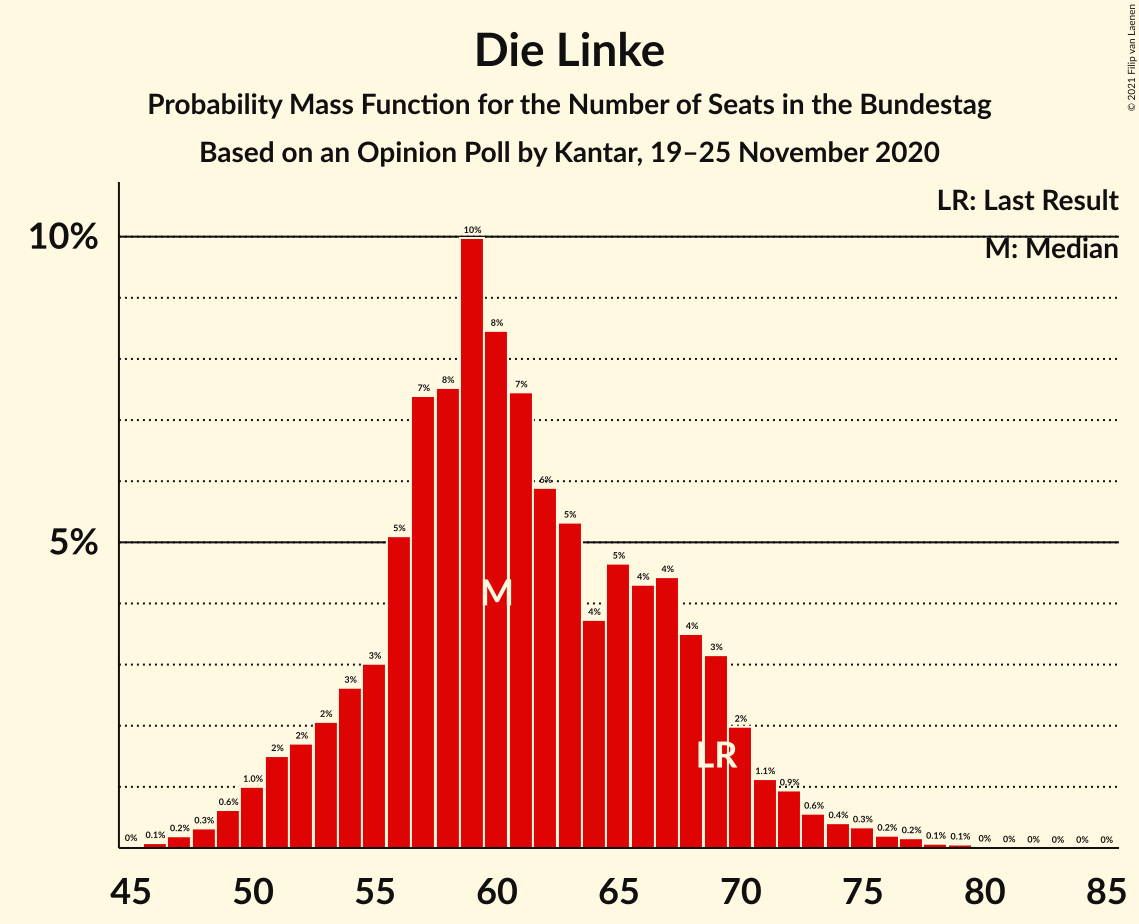 Die Linke
Probability Mass Function for the Number of Seats in the Bundestag
Based on an Opinion Poll by Kantar, 19–25 November 2020
© 2021 Filip van Laenen
LR: Last Result
M: Median
10%
5%
0% 0.1% 0.2% 0.3% 0.6% 1.0% 2% 2% 2% 3% 3% 5% 7% 8% 10% 8% 7% 6% 5% 4% 5% 4% 4% 4% 3% 2% 1.1% 0.9% 0.6% 0.4% 0.3% 0.2% 0.2% 0.1% 0.1% 0% 0% 0% 0% 0% 0%
M
LR
45 50 55 60 65 70 75 80 85